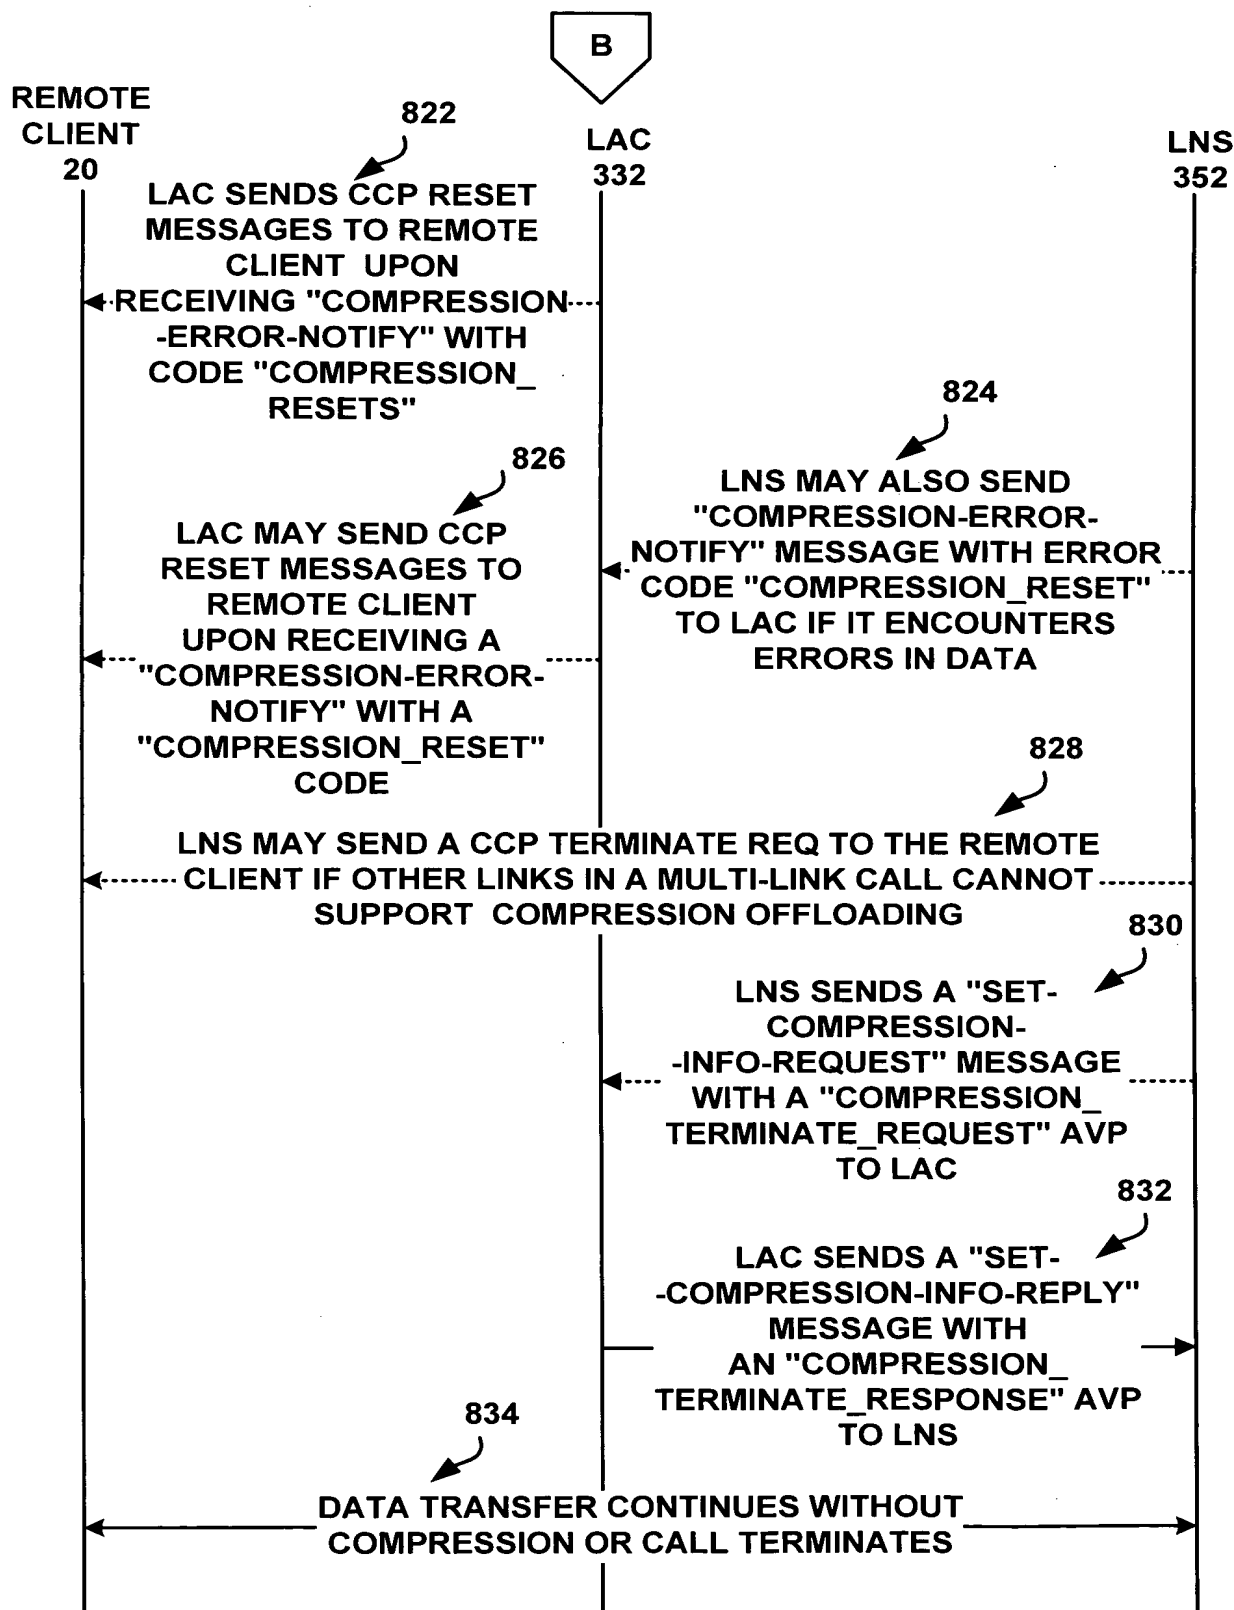 B
REMOTE
CLIENT
20
LAC
332
LNS
352
822
LAC SENDS CCP RESET
MESSAGES TO REMOTE
CLIENT UPON
RECEIVING "COMPRESSION
-ERROR-NOTIFY" WITH
CODE "COMPRESSION_
RESETS"
824
LNS MAY ALSO SEND
"COMPRESSION-ERROR-
NOTIFY" MESSAGE WITH ERROR
CODE "COMPRESSION_RESET"
TO LAC IF IT ENCOUNTERS
ERRORS IN DATA
826
LAC MAY SEND CCP
RESET MESSAGES TO
REMOTE CLIENT
UPON RECEIVING A
"COMPRESSION-ERROR-
NOTIFY" WITH A
"COMPRESSION_RESET"
CODE
828
LNS MAY SEND A CCP TERMINATE REQ TO THE REMOTE
CLIENT IF OTHER LINKS IN A MULTI-LINK CALL CANNOT
SUPPORT COMPRESSION OFFLOADING
830
LNS SENDS A "SET-
COMPRESSION-
-INFO-REQUEST" MESSAGE
WITH A "COMPRESSION_
TERMINATE_REQUEST" AVP
TO LAC
832
LAC SENDS A "SET-
-COMPRESSION-INFO-REPLY"
MESSAGE WITH
AN "COMPRESSION_
TERMINATE_RESPONSE" AVP
TO LNS
834
DATA TRANSFER CONTINUES WITHOUT
COMPRESSION OR CALL TERMINATES